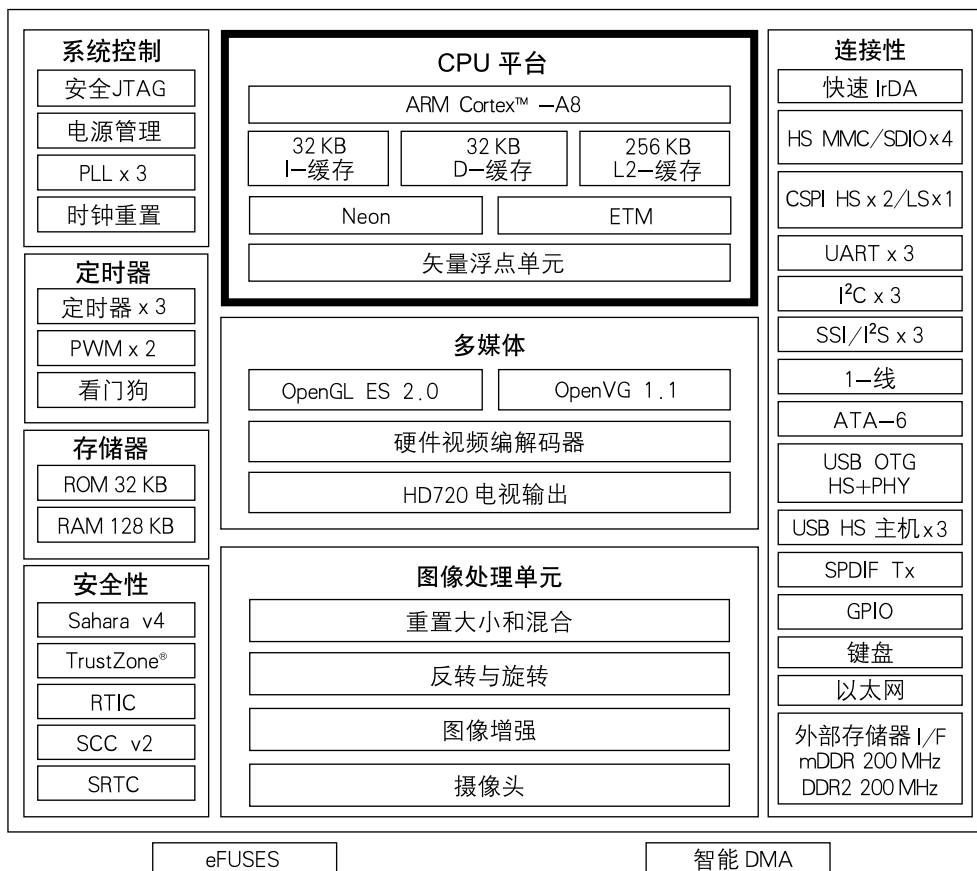 系统控制
安全JTAG
电源管理
PLL x 3
时钟重置
定时器
定时器 x 3
PWM x 2
看门狗
存储器
ROM 32 KB
RAM 128 KB
安全性
Sahara v4
TrustZone®
RTIC
SCC v2
SRTC
CPU 平台
ARM Cortex™ –A8
32 KB
I–缓存
32 KB
D–缓存
256 KB
L2–缓存
Neon
ETM
矢量浮点单元
多媒体
OpenGL ES 2.0
OpenVG 1.1
硬件视频编解码器
HD720 电视输出
图像处理单元
重置大小和混合
反转与旋转
图像增强
摄像头
连接性
快速 IrDA
HS MMC/SDIO×4
CSPI HS x 2/LS×1
UART x 3
I²C x 3
SSI/I²S x 3
1–线
ATA–6
USB OTG
HS+PHY
USB HS 主机×3
SPDIF Tx
GPIO
键盘
以太网
外部存储器 I/F
mDDR 200 MHz
DDR2 200 MHz
eFUSES
智能 DMA